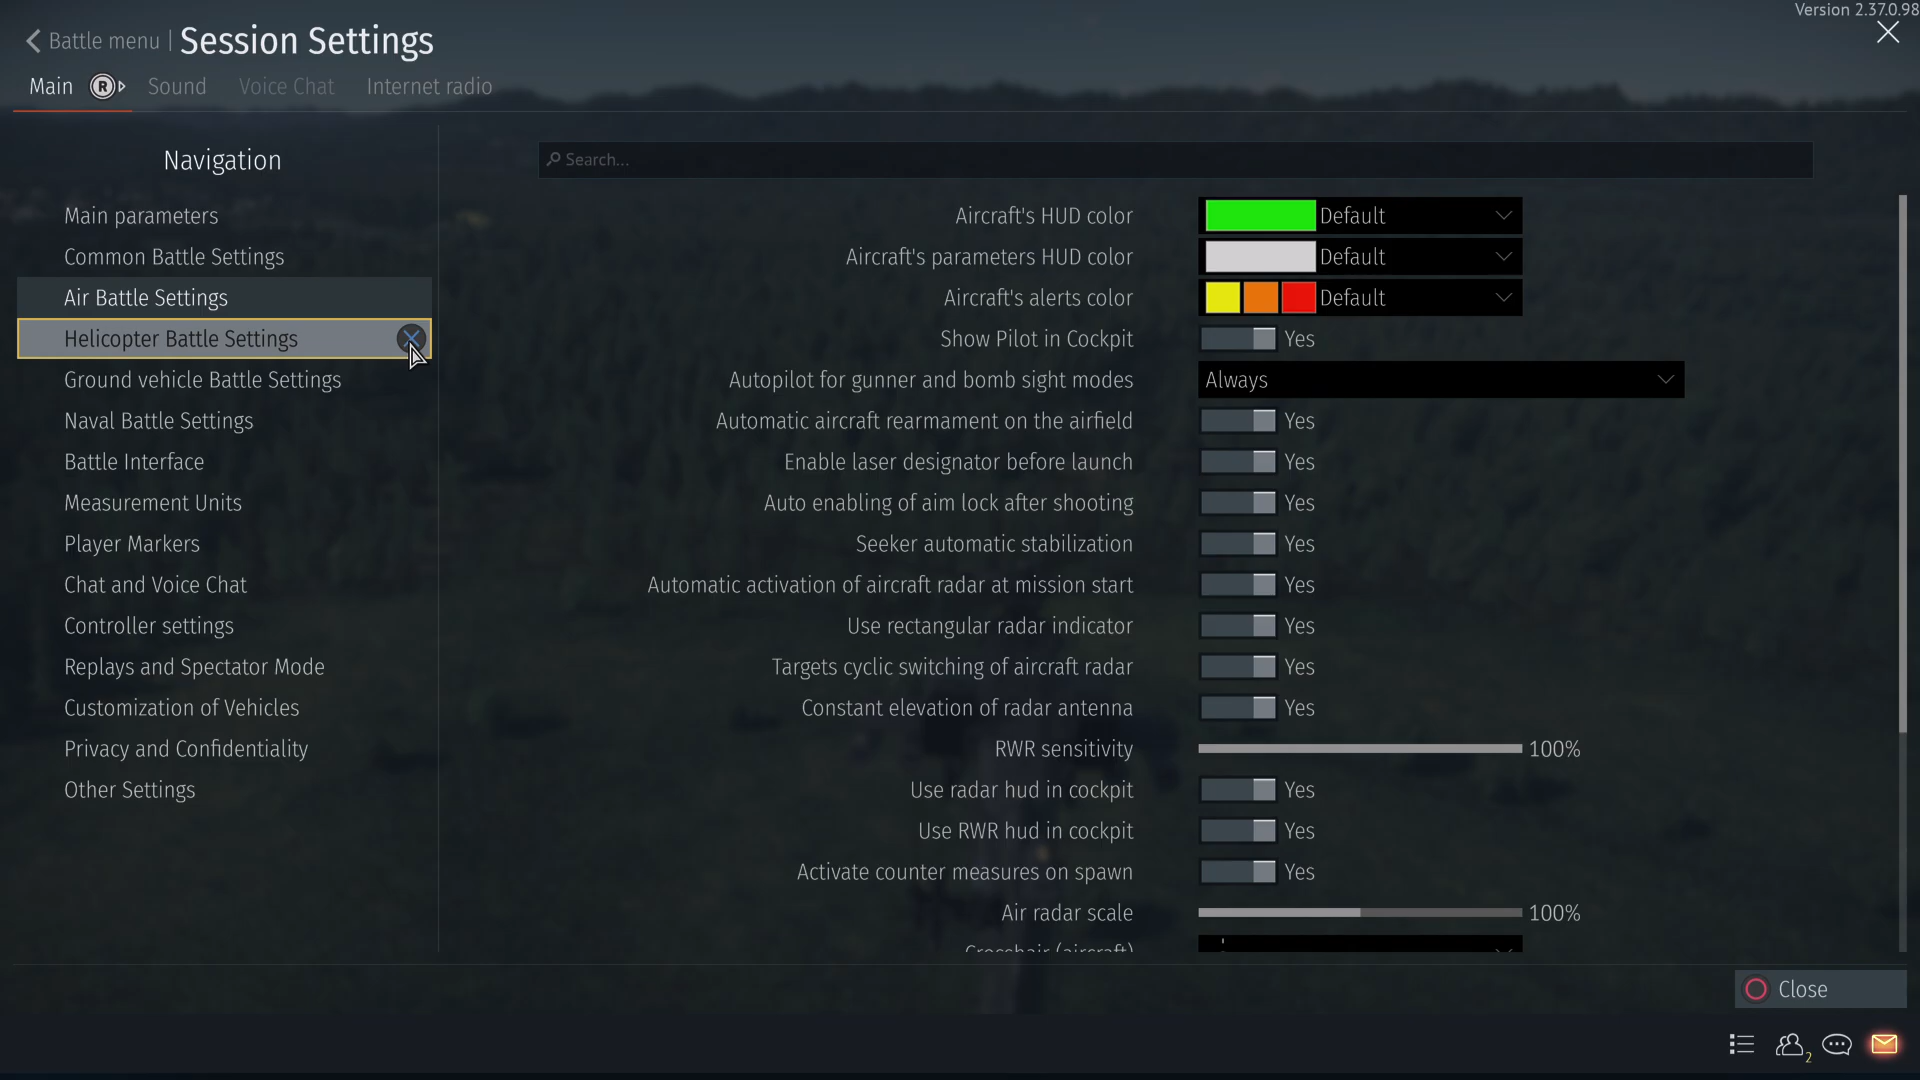 Version 2.37.0.98
Battle menu | Session Settings
Main R Sound Voice Chat Internet radio
Navigation
Search...
Main parameters
Common Battle Settings
Air Battle Settings
Helicopter Battle Settings
Ground vehicle Battle Settings
Naval Battle Settings
Battle Interface
Measurement Units
Player Markers
Chat and Voice Chat
Controller settings
Replays and Spectator Mode
Customization of Vehicles
Privacy and Confidentiality
Other Settings
Aircraft's HUD color Default
Aircraft's parameters HUD color Default
Aircraft's alerts color Default
Show Pilot in Cockpit Yes
Autopilot for gunner and bomb sight modes Always
Automatic aircraft rearmament on the airfield Yes
Enable laser designator before launch Yes
Auto enabling of aim lock after shooting Yes
Seeker automatic stabilization Yes
Automatic activation of aircraft radar at mission start Yes
Use rectangular radar indicator Yes
Targets cyclic switching of aircraft radar Yes
Constant elevation of radar antenna Yes
RWR sensitivity 100%
Use radar hud in cockpit Yes
Use RWR hud in cockpit Yes
Activate counter measures on spawn Yes
Air radar scale 100%
Crosshair (aircraft)
Close
2